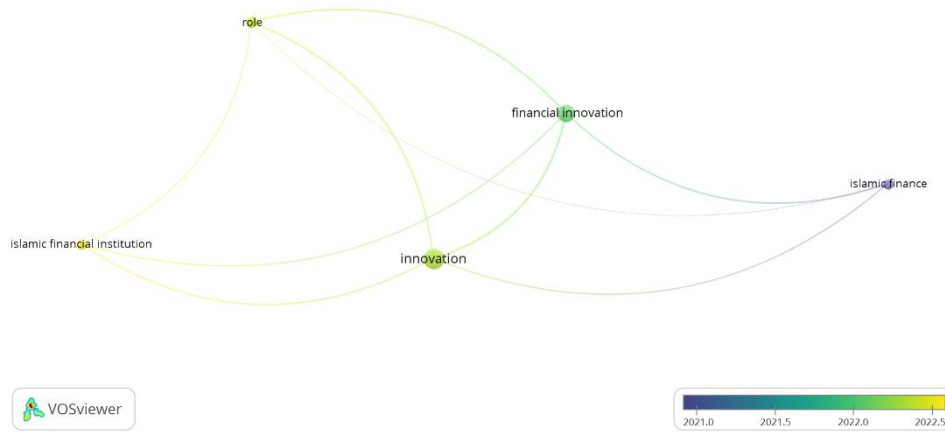 role
financial innovation
islamic finance
islamic financial institution
innovation
VOSviewer
2021.0 2021.5 2022.0 2022.5